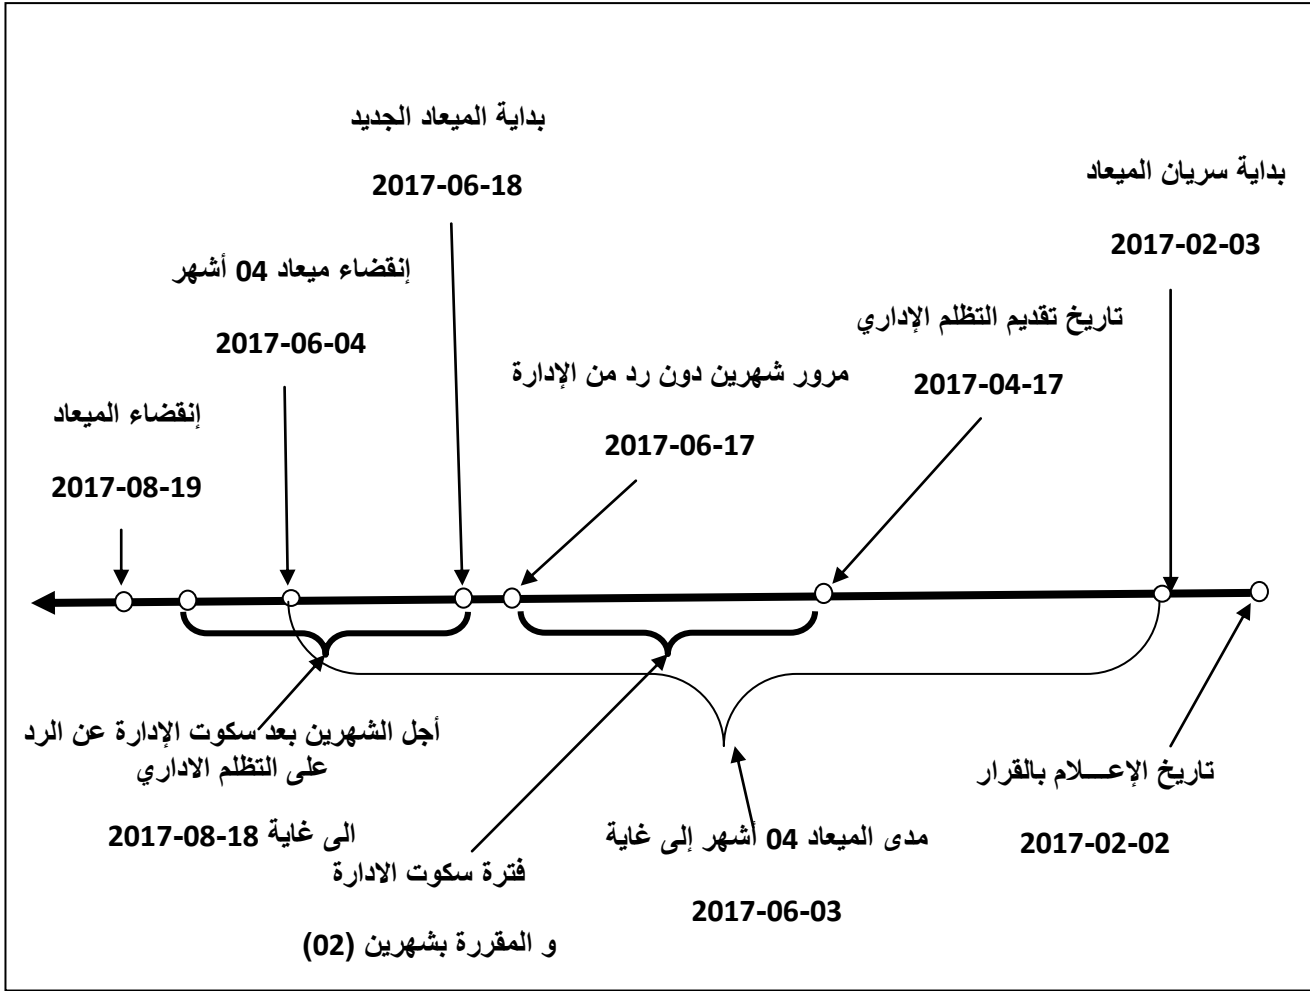 بداية الميعاد الجديد
2017-06-18
بداية سريان الميعاد
2017-02-03
إنقضاء ميعاد 04 أشهر
2017-06-04
تاريخ تقديم التظلم الإداري
2017-04-17
مرور شهرين دون رد من الإدارة
2017-06-17
إنقضاء الميعاد
2017-08-19
أجل الشهرين بعد سكوت الإدارة عن الرد
على التظلم الاداري
الى غاية 18-08-2017
تاريخ الإعـــلام بالقرار
2017-02-02
مدى الميعاد 04 أشهر إلى غاية
2017-06-03
فترة سكوت الادارة
و المقررة بشهرين (02)